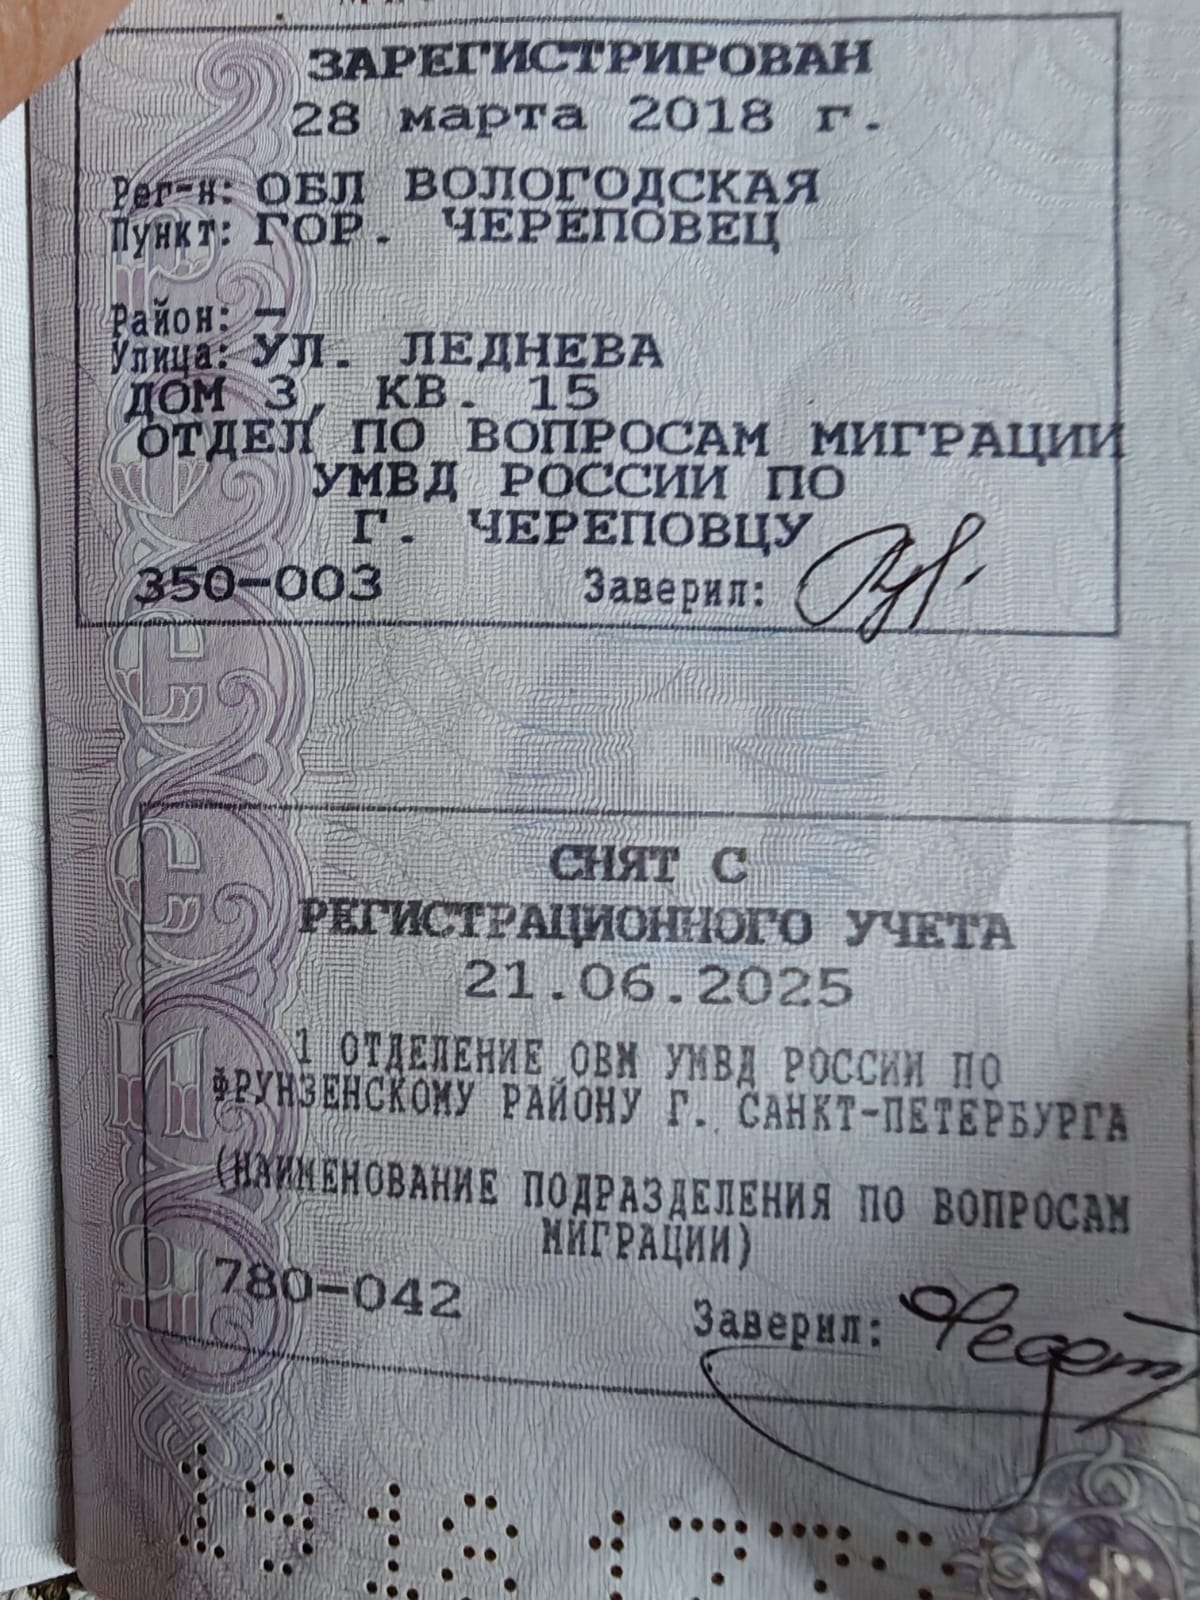 ЗАРЕГИСТРИРОВАН
28 марта 2018 г.
Рег-н: ОБЛ ВОЛОГОДСКАЯ
Пункт: ГОР. ЧЕРЕПОВЕЦ
Район: —
Улица: УЛ. ЛЕДНЕВА
ДОМ 3, КВ. 15
ОТДЕЛ ПО ВОПРОСАМ МИГРАЦИИ
УМВД РОССИИ ПО
Г. ЧЕРЕПОВЦУ
350-003 Заверил:
СНЯТ С
РЕГИСТРАЦИОННОГО УЧЕТА
21.06.2025
1 ОТДЕЛЕНИЕ ОВМ УМВД РОССИИ ПО
ФРУНЗЕНСКОМУ РАЙОНУ Г. САНКТ-ПЕТЕРБУРГА
(НАИМЕНОВАНИЕ ПОДРАЗДЕЛЕНИЯ ПО ВОПРОСАМ
МИГРАЦИИ)
780-042
Заверил: